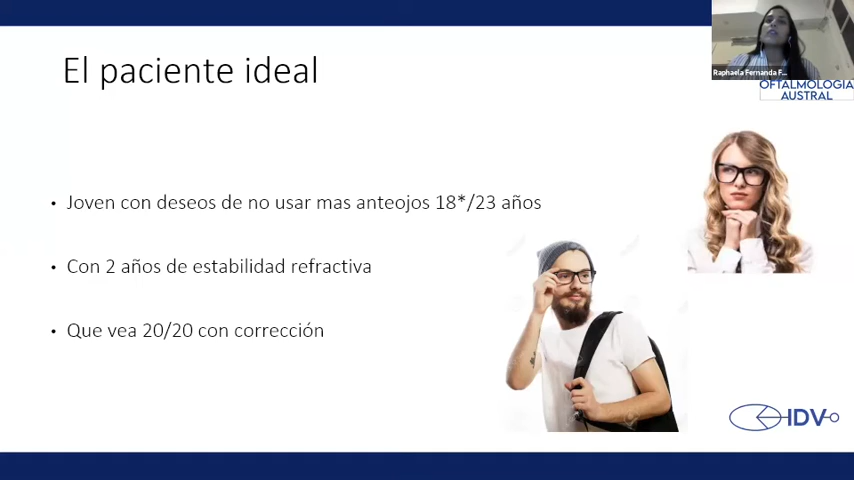 El paciente ideal
Raphaela Fernanda F...
OFTALMOLOGIA
AUSTRAL
• Joven con deseos de no usar mas anteojos 18*/23 años
• Con 2 años de estabilidad refractiva
• Que vea 20/20 con corrección
IDV